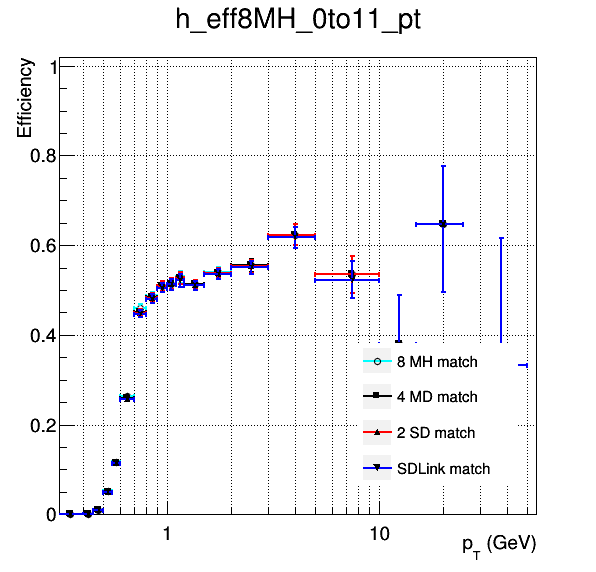 h_eff8MH_0to11_pt
Efficiency
1
0.8
0.6
0.4
0.2
0
8 MH match
4 MD match
2 SD match
SDLink match
1
10
p_T (GeV)